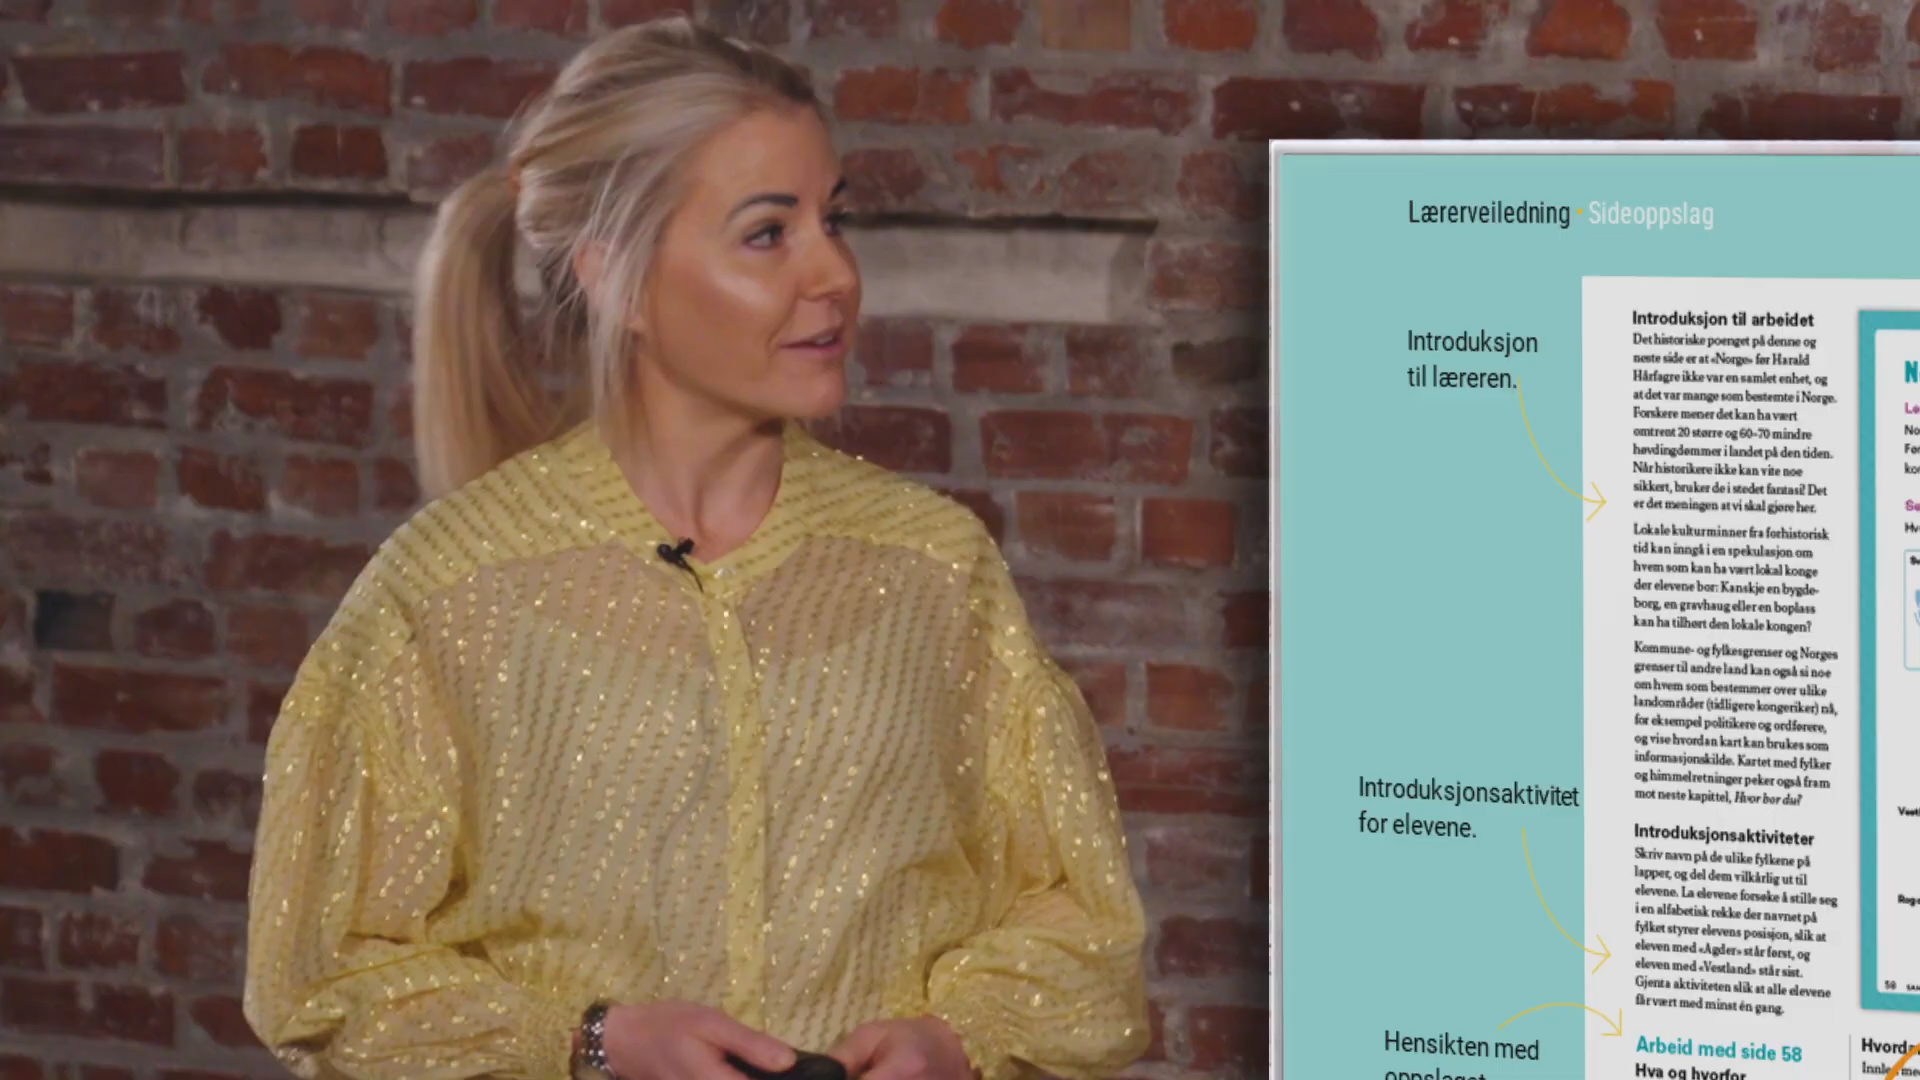 Lærerveiledning • Sideoppslag
Introduksjon
til læreren.
Introduksjon til arbeidet
Det historiske poenget på denne og
neste side er at «Norge» før Harald
Hårfagre ikke var en samlet enhet, og
at det var mange som bestemte i Norge.
Forskere mener det kan ha vært
omtrent 20 større og 60–70 mindre
høvdingdømmer i landet på den tiden.
Når historikere ikke kan vite noe
sikkert, bruker de i stedet fantasi! Det
er det meningen at vi skal gjøre her.
Lokale kulturminner fra forhistorisk
tid kan inngå i en spekulasjon om
hvem som kan ha vært lokal konge
der elevene bor: Kanskje en bygde-
borg, en gravhaug eller en boplass
kan ha tilhørt den lokale kongen?
Kommune- og fylkesgrenser og Norges
grenser til andre land kan også si noe
om hvem som bestemmer over ulike
landområder (tidligere kongeriker) nå,
for eksempel politikere og ordførere,
og vise hvordan kart kan brukes som
informasjonskilde. Kartet med fylker
og himmelretninger peker også fram
mot neste kapittel, Hvor bor du?
Introduksjonsaktivitet
for elevene.
Introduksjonsaktiviteter
Skriv navn på de ulike fylkene på
lapper, og del dem vilkårlig ut til
elevene. La elevene forsøke å stille seg
i en alfabetisk rekke der navnet på
fylket styrer elevens posisjon, slik at
eleven med «Agder» står først, og
eleven med «Vestland» står sist.
Gjenta aktiviteten slik at alle elevene
får vært med minst én gang.
Hensikten med
oppslaget
Arbeid med side 58
Hva og hvorfor
58